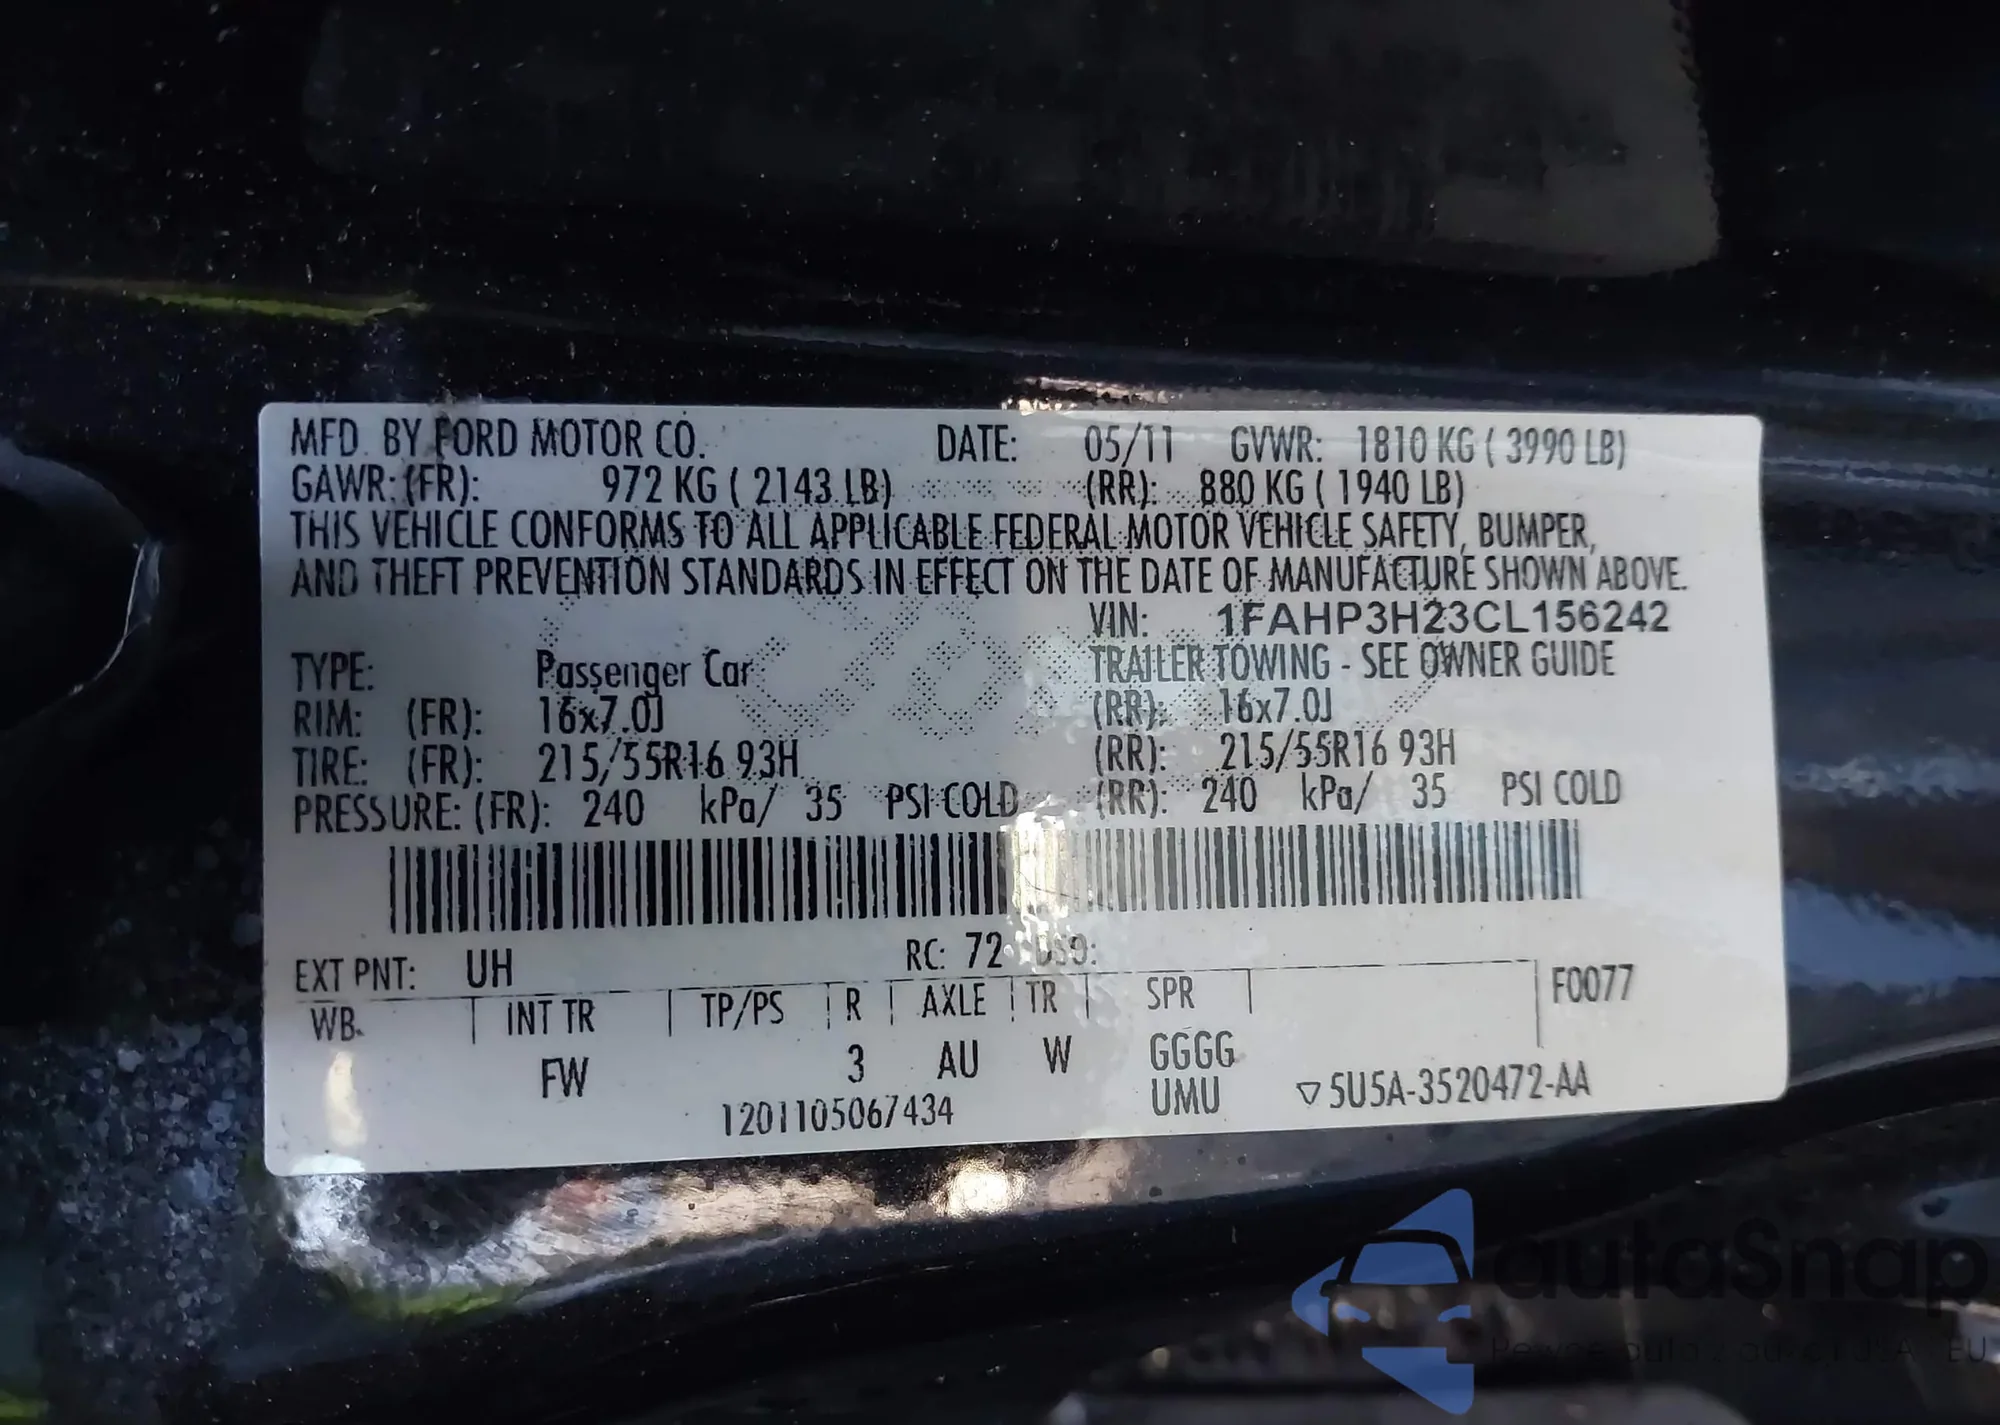 MFD. BY FORD MOTOR CO. DATE: 05/11 GVWR: 1810 KG ( 3990 LB)
GAWR: (FR): 972 KG ( 2143 LB) (RR): 880 KG ( 1940 LB)
THIS VEHICLE CONFORMS TO ALL APPLICABLE FEDERAL MOTOR VEHICLE SAFETY, BUMPER,
AND THEFT PREVENTION STANDARDS IN EFFECT ON THE DATE OF MANUFACTURE SHOWN ABOVE.
VIN: 1FAHP3H23CL156242
TYPE: Passenger Car TRAILER TOWING - SEE OWNER GUIDE
RIM: (FR): 16x7.0J (RR): 16x7.0J
TIRE: (FR): 215/55R16 93H (RR): 215/55R16 93H
PRESSURE: (FR): 240 kPa/ 35 PSI COLD (RR): 240 kPa/ 35 PSI COLD
EXT PNT: UH RC: 72 DSO:
WB. INT TR TP/PS R AXLE TR SPR F0077
FW 3 AU W GGGG
UMU ▽5U5A-3520472-AA
1201105067434
autaSnap